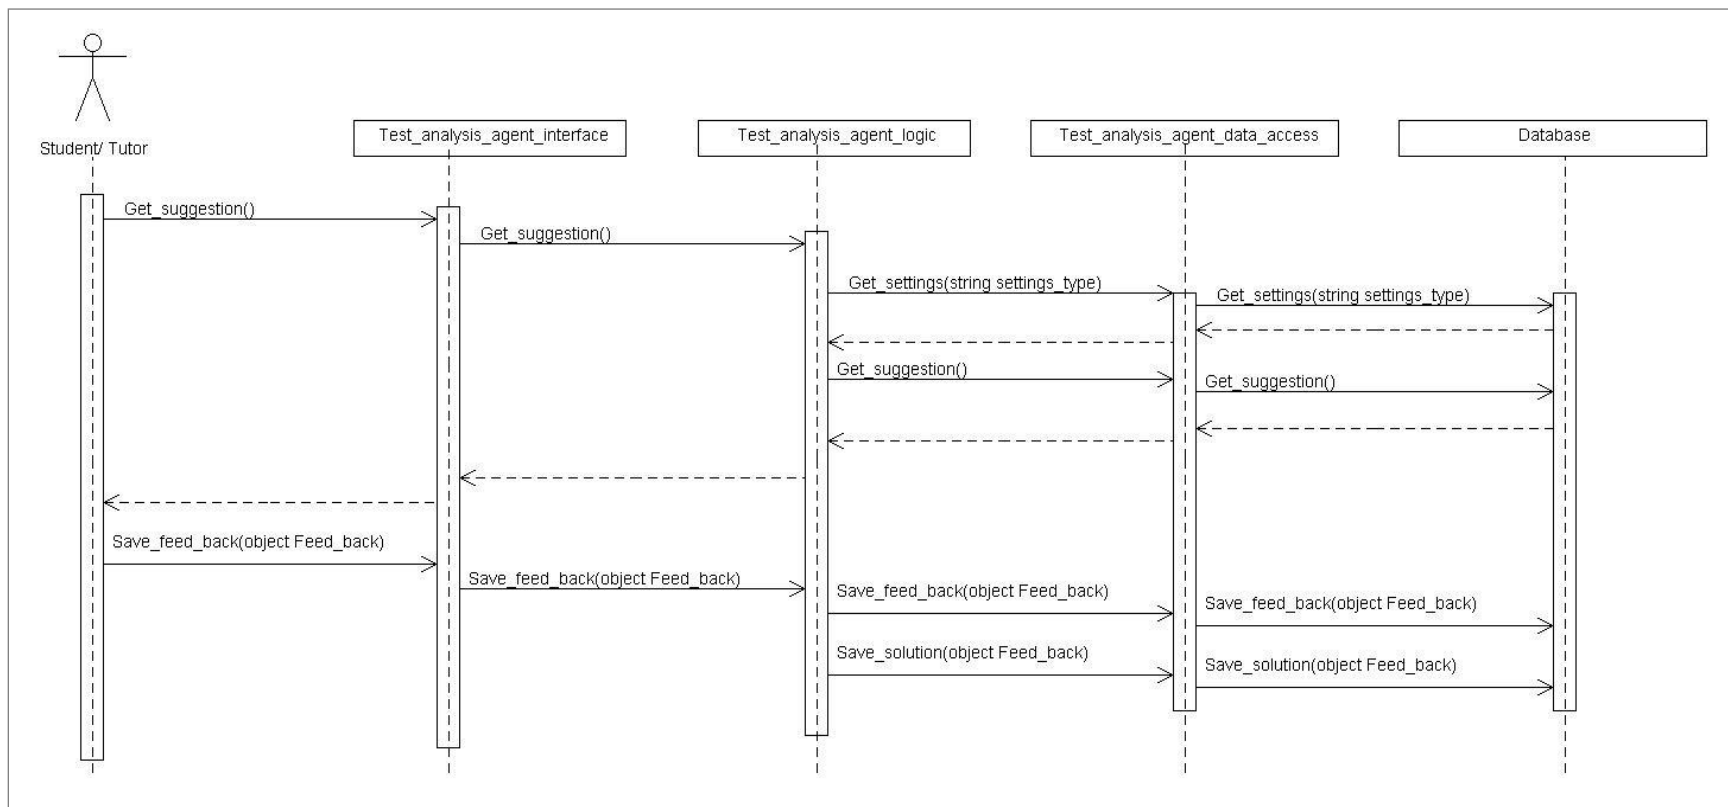 Student/ Tutor
Test_analysis_agent_interface
Test_analysis_agent_logic
Test_analysis_agent_data_access
Database
Get_suggestion()
Get_suggestion()
Get_settings(string settings_type)
Get_settings(string settings_type)
Get_suggestion()
Get_suggestion()
Save_feed_back(object Feed_back)
Save_feed_back(object Feed_back)
Save_feed_back(object Feed_back)
Save_feed_back(object Feed_back)
Save_solution(object Feed_back)
Save_solution(object Feed_back)